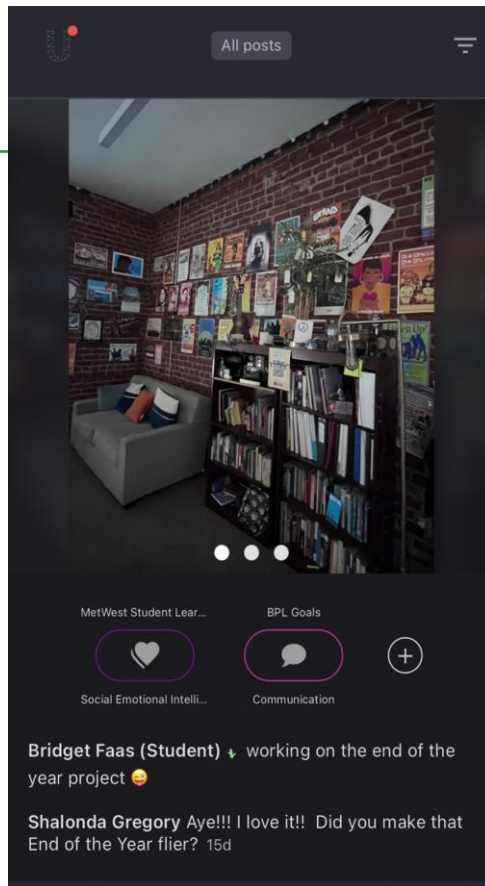 All posts
MetWest Student Lear...
BPL Goals
Social Emotional Intelli...
Communication
Bridget Faas (Student) working on the end of the
year project 😜
Shalonda Gregory Aye!!! I love it!! Did you make that
End of the Year flier? 15d